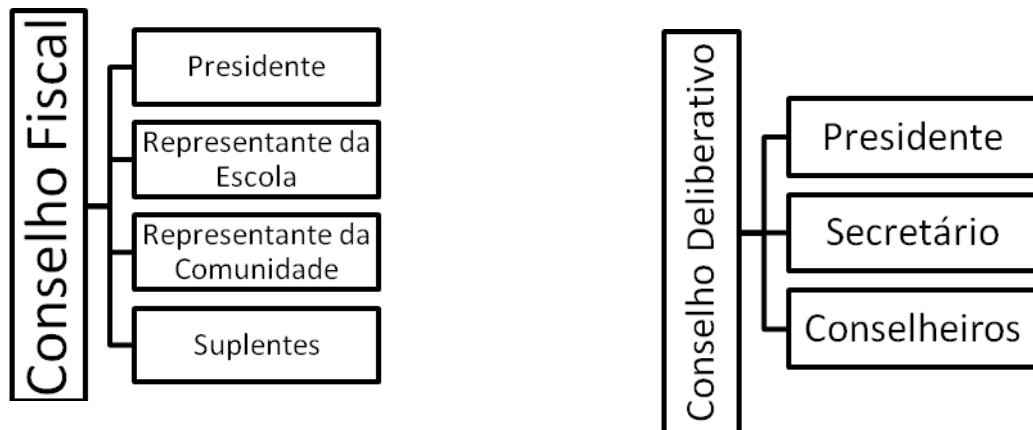 Conselho Fiscal
Presidente
Representante da
Escola
Representante da
Comunidade
Suplentes
Conselho Deliberativo
Presidente
Secretário
Conselheiros